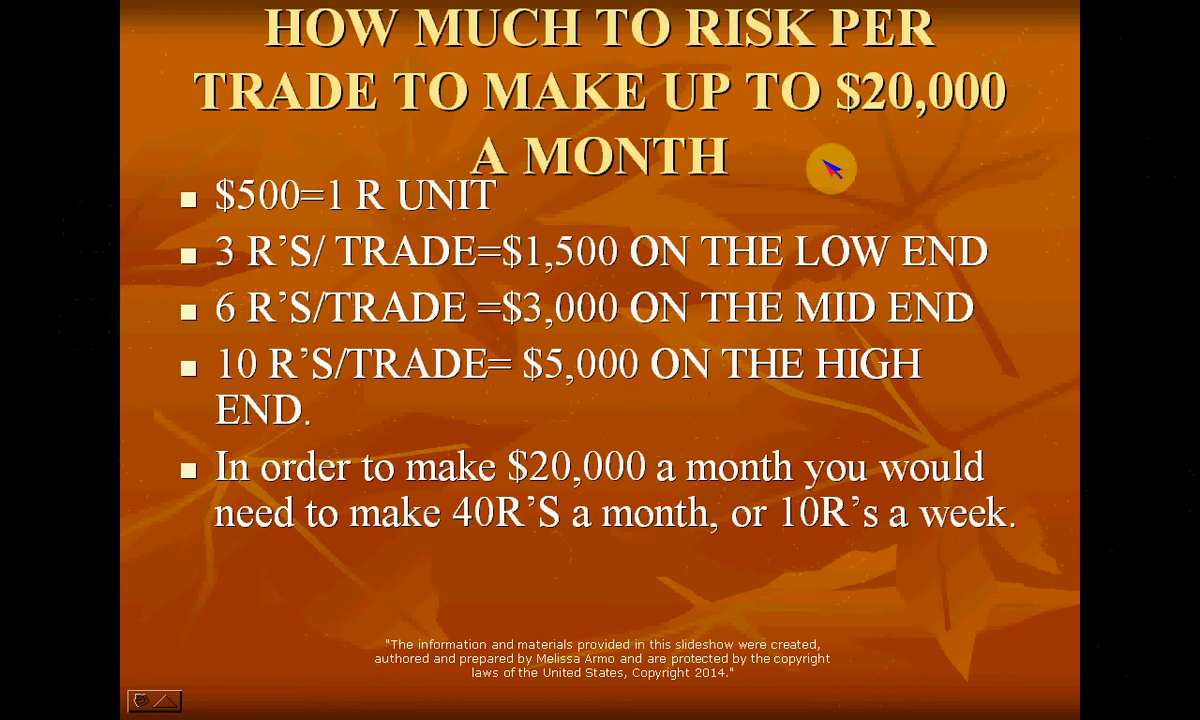 HOW MUCH TO RISK PER
TRADE TO MAKE UP TO $20,000
A MONTH
$500=1 R UNIT
3 R'S/ TRADE=$1,500 ON THE LOW END
6 R'S/TRADE =$3,000 ON THE MID END
10 R'S/TRADE= $5,000 ON THE HIGH
END.
In order to make $20,000 a month you would
need to make 40R'S a month, or 10R's a week.
"The information and materials provided in this slideshow were created,
authored and prepared by Melissa Armo and are protected by the copyright
laws of the United States, Copyright 2014."